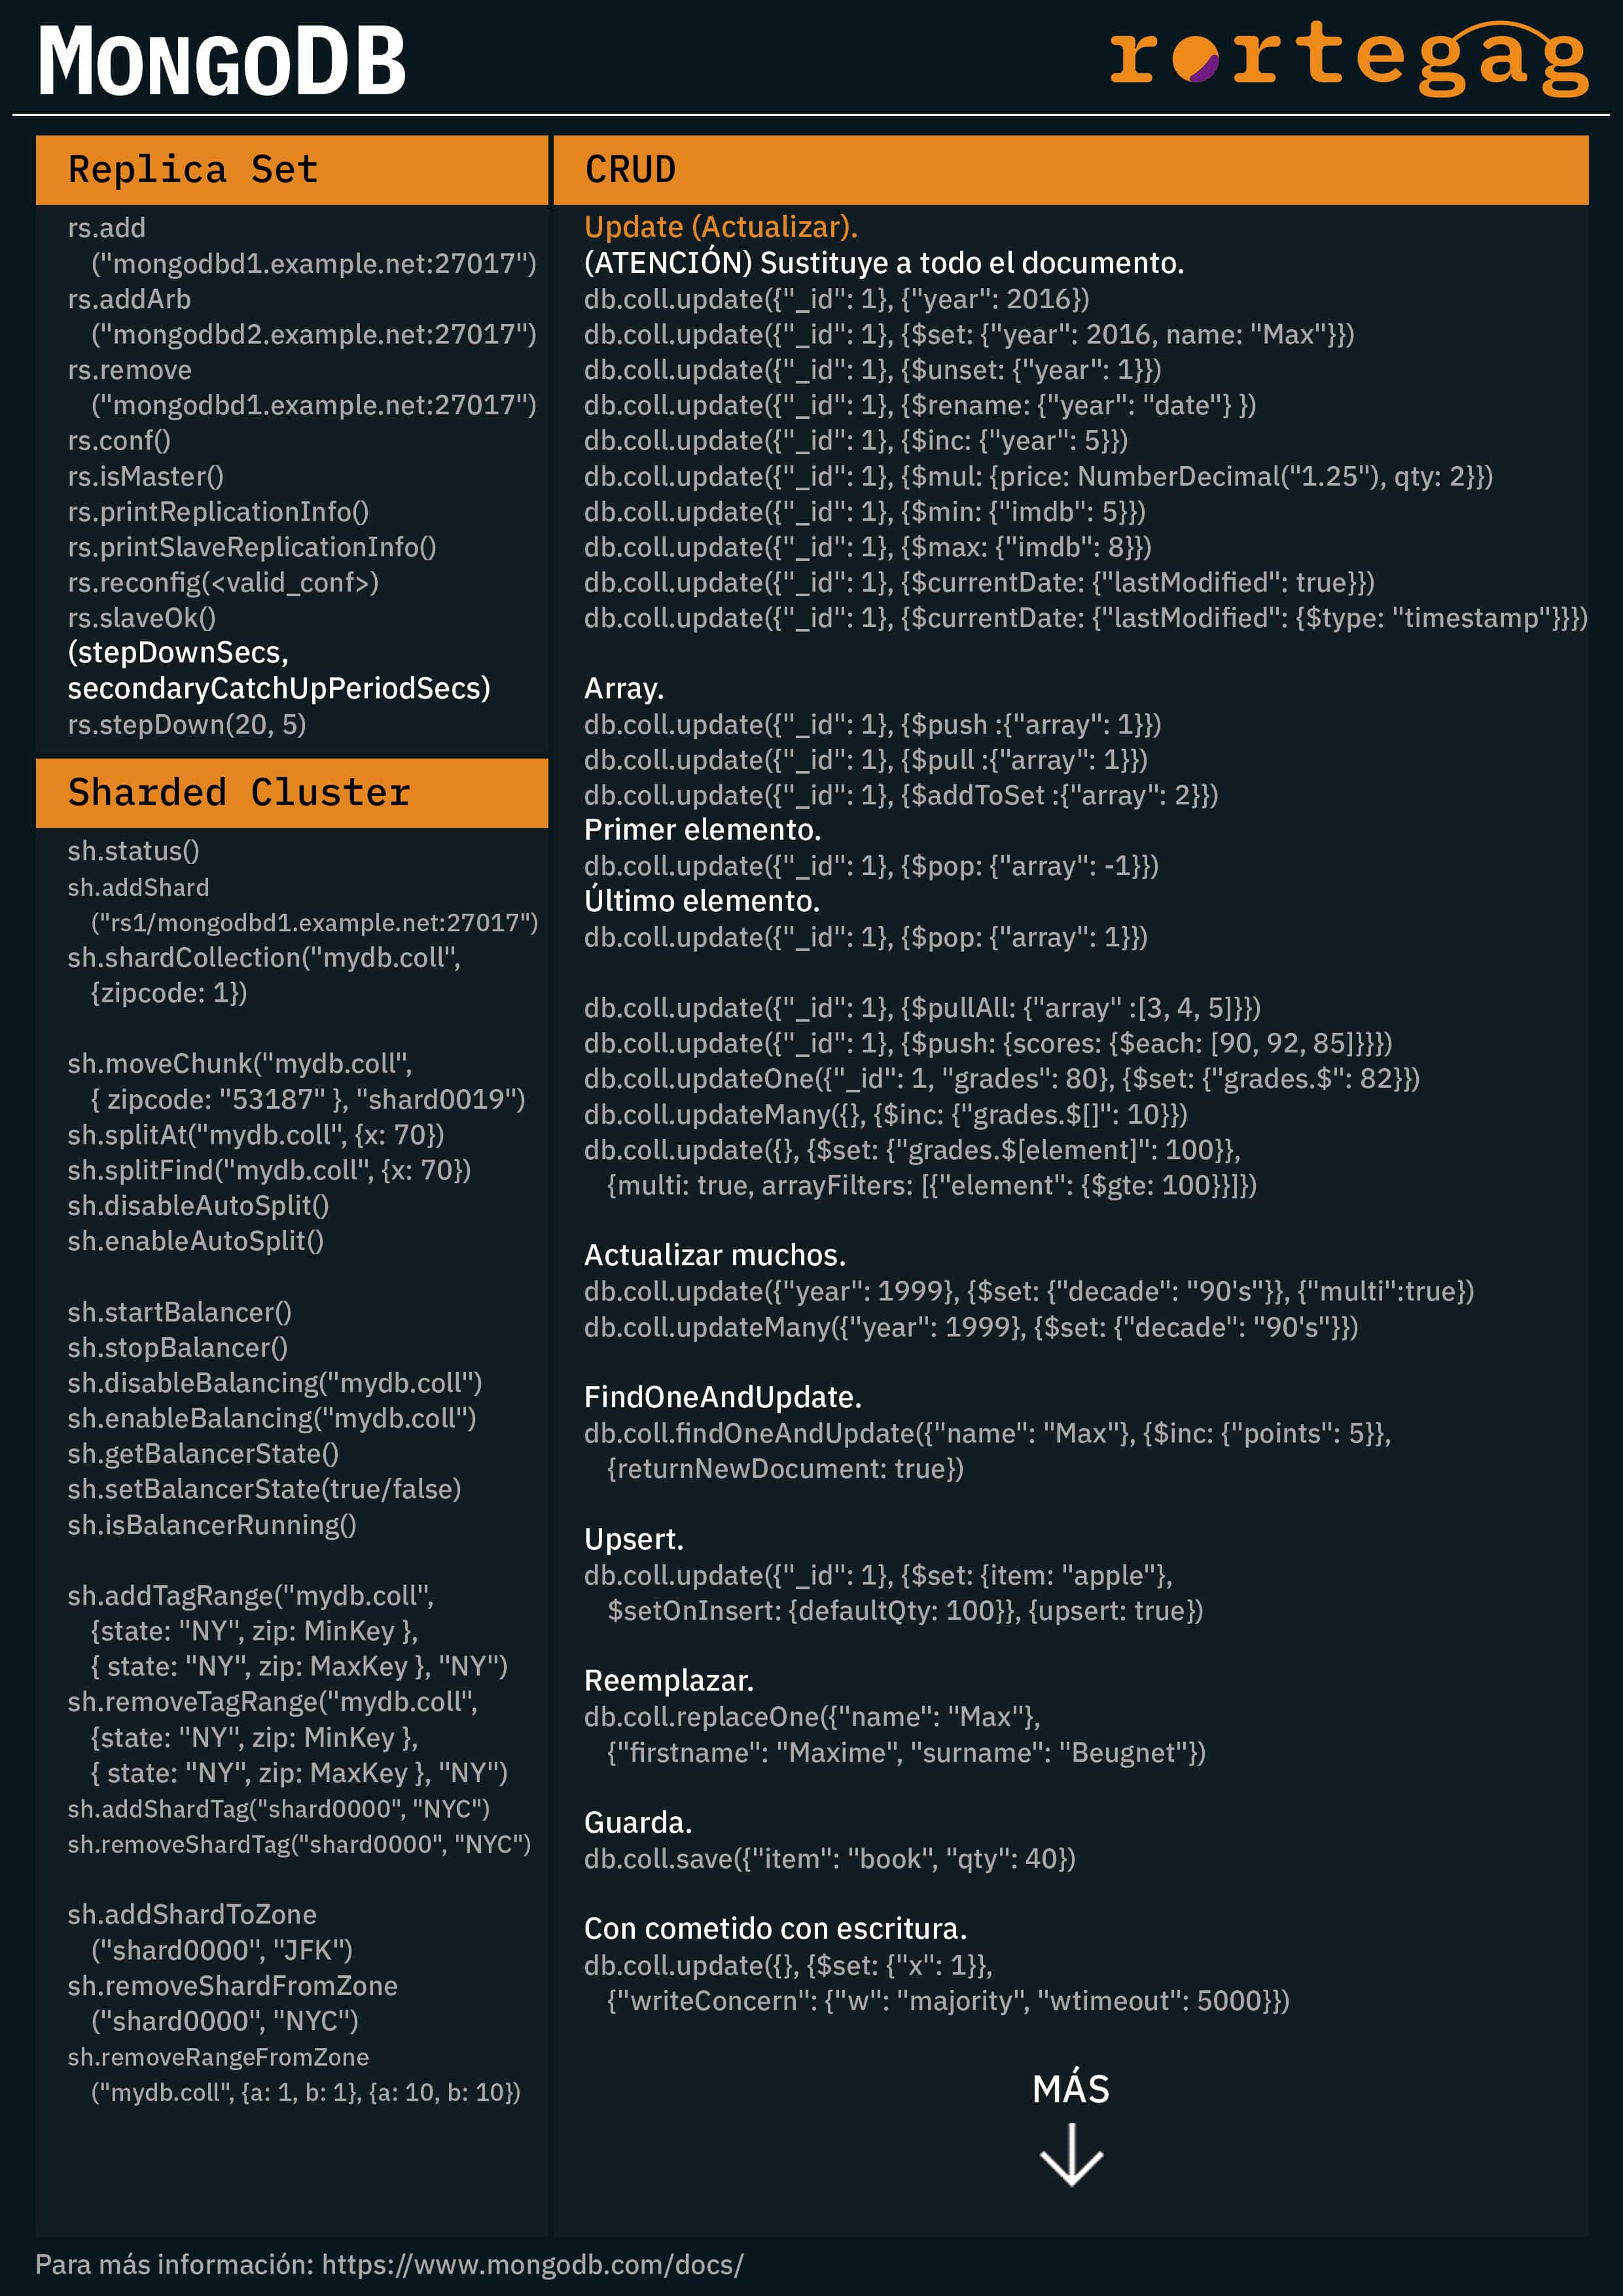 MONGODB
rortegag
Replica Set
rs.add
("mongodbd1.example.net:27017")
rs.addArb
("mongodbd2.example.net:27017")
rs.remove
("mongodbd1.example.net:27017")
rs.conf()
rs.isMaster()
rs.printReplicationInfo()
rs.printSlaveReplicationInfo()
rs.reconfig(<valid_conf>)
rs.slaveOk()
(stepDownSecs,
secondaryCatchUpPeriodSecs)
rs.stepDown(20, 5)
Sharded Cluster
sh.status()
sh.addShard
("rs1/mongodbd1.example.net:27017")
sh.shardCollection("mydb.coll",
{zipcode: 1})
sh.moveChunk("mydb.coll",
{ zipcode: "53187" }, "shard0019")
sh.splitAt("mydb.coll", {x: 70})
sh.splitFind("mydb.coll", {x: 70})
sh.disableAutoSplit()
sh.enableAutoSplit()
sh.startBalancer()
sh.stopBalancer()
sh.disableBalancing("mydb.coll")
sh.enableBalancing("mydb.coll")
sh.getBalancerState()
sh.setBalancerState(true/false)
sh.isBalancerRunning()
sh.addTagRange("mydb.coll",
{state: "NY", zip: MinKey },
{ state: "NY", zip: MaxKey }, "NY")
sh.removeTagRange("mydb.coll",
{state: "NY", zip: MinKey },
{ state: "NY", zip: MaxKey }, "NY")
sh.addShardTag("shard0000", "NYC")
sh.removeShardTag("shard0000", "NYC")
sh.addShardToZone
("shard0000", "JFK")
sh.removeShardFromZone
("shard0000", "NYC")
sh.removeRangeFromZone
("mydb.coll", {a: 1, b: 1}, {a: 10, b: 10})
CRUD
Update (Actualizar).
(ATENCIÓN) Sustituye a todo el documento.
db.coll.update({"_id": 1}, {"year": 2016})
db.coll.update({"_id": 1}, {$set: {"year": 2016, name: "Max"}})
db.coll.update({"_id": 1}, {$unset: {"year": 1}})
db.coll.update({"_id": 1}, {$rename: {"year": "date"} })
db.coll.update({"_id": 1}, {$inc: {"year": 5}})
db.coll.update({"_id": 1}, {$mul: {price: NumberDecimal("1.25"), qty: 2}})
db.coll.update({"_id": 1}, {$min: {"imdb": 5}})
db.coll.update({"_id": 1}, {$max: {"imdb": 8}})
db.coll.update({"_id": 1}, {$currentDate: {"lastModified": true}})
db.coll.update({"_id": 1}, {$currentDate: {"lastModified": {$type: "timestamp"}}})
Array.
db.coll.update({"_id": 1}, {$push :{"array": 1}})
db.coll.update({"_id": 1}, {$pull :{"array": 1}})
db.coll.update({"_id": 1}, {$addToSet :{"array": 2}})
Primer elemento.
db.coll.update({"_id": 1}, {$pop: {"array": -1}})
Último elemento.
db.coll.update({"_id": 1}, {$pop: {"array": 1}})
db.coll.update({"_id": 1}, {$pullAll: {"array" :[3, 4, 5]}})
db.coll.update({"_id": 1}, {$push: {scores: {$each: [90, 92, 85]}}})
db.coll.updateOne({"_id": 1, "grades": 80}, {$set: {"grades.$": 82}})
db.coll.updateMany({}, {$inc: {"grades.$[]": 10}})
db.coll.update({}, {$set: {"grades.$[element]": 100}},
{multi: true, arrayFilters: [{"element": {$gte: 100}}]})
Actualizar muchos.
db.coll.update({"year": 1999}, {$set: {"decade": "90's"}}, {"multi":true})
db.coll.updateMany({"year": 1999}, {$set: {"decade": "90's"}})
FindOneAndUpdate.
db.coll.findOneAndUpdate({"name": "Max"}, {$inc: {"points": 5}},
{returnNewDocument: true})
Upsert.
db.coll.update({"_id": 1}, {$set: {item: "apple"},
$setOnInsert: {defaultQty: 100}}, {upsert: true})
Reemplazar.
db.coll.replaceOne({"name": "Max"},
{"firstname": "Maxime", "surname": "Beugnet"})
Guarda.
db.coll.save({"item": "book", "qty": 40})
Con cometido con escritura.
db.coll.update({}, {$set: {"x": 1}},
{"writeConcern": {"w": "majority", "wtimeout": 5000}})
MÁS
Para más información: https://www.mongodb.com/docs/